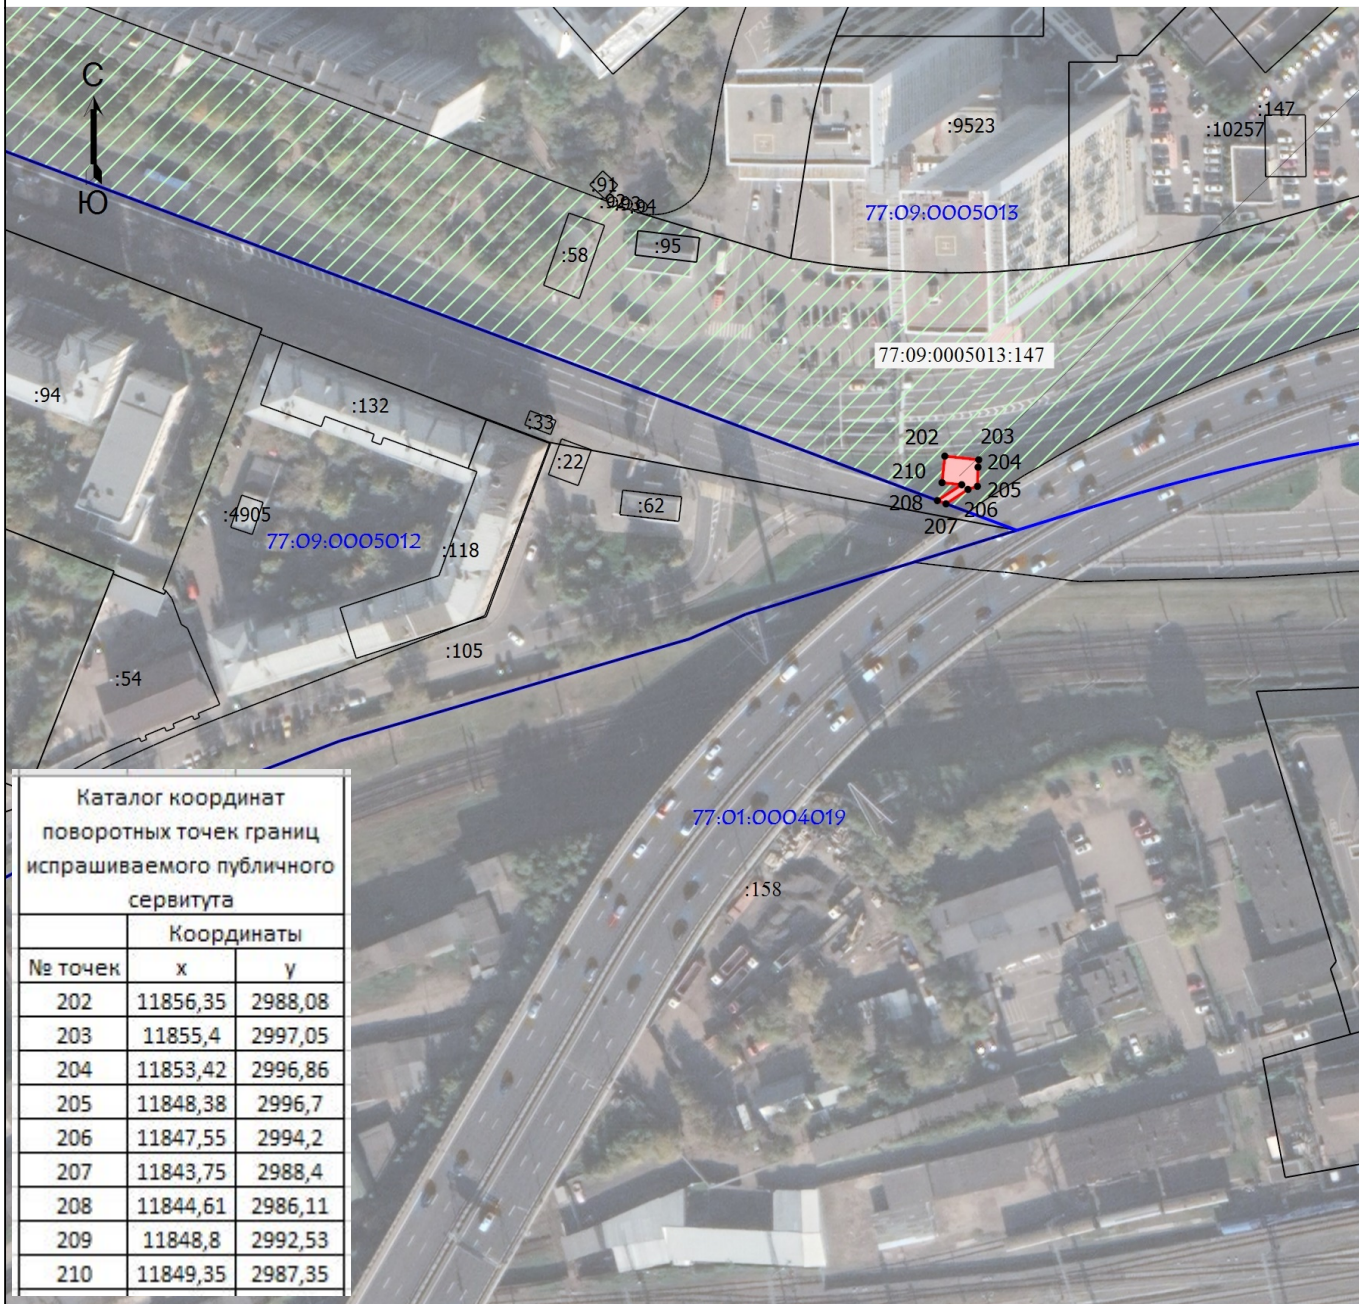 С
Ю
:91
:58
:95
:9523
:147
:10257
77:09:0005013
77:09:0005013:147
:94
:132
:33
:22
:62
:4905
77:09:0005012
:118
:105
:54
202
203
204
210
205
208
206
207
77:01:0004019
:158
Каталог координат
поворотных точек границ
испрашиваемого публичного
сервитута
Координаты
№ точек x y
202 11856,35 2988,08
203 11855,4 2997,05
204 11853,42 2996,86
205 11848,38 2996,7
206 11847,55 2994,2
207 11843,75 2988,4
208 11844,61 2986,11
209 11848,8 2992,53
210 11849,35 2987,35